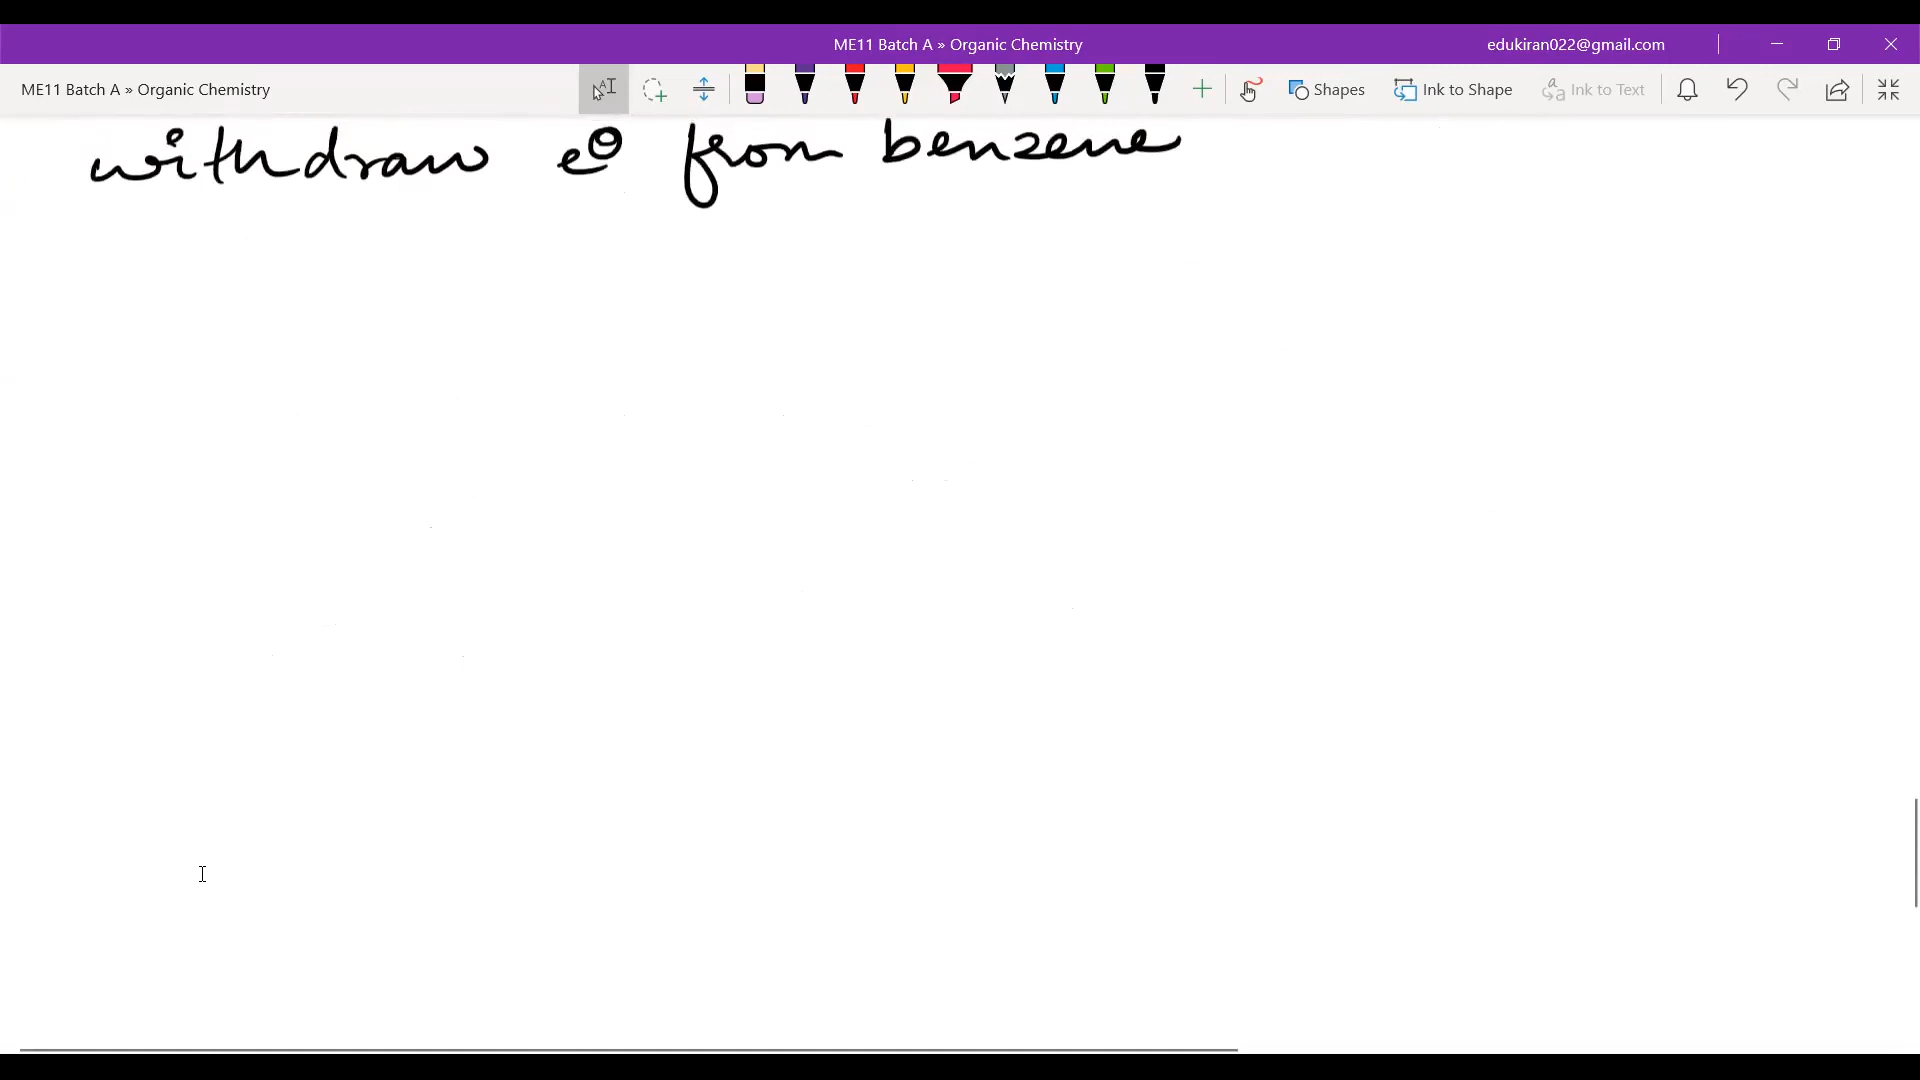 ME11 Batch A » Organic Chemistry
edukiran022@gmail.com
ME11 Batch A » Organic Chemistry
Shapes
Ink to Shape
Ink to Text
withdraw e⊖ from benzene